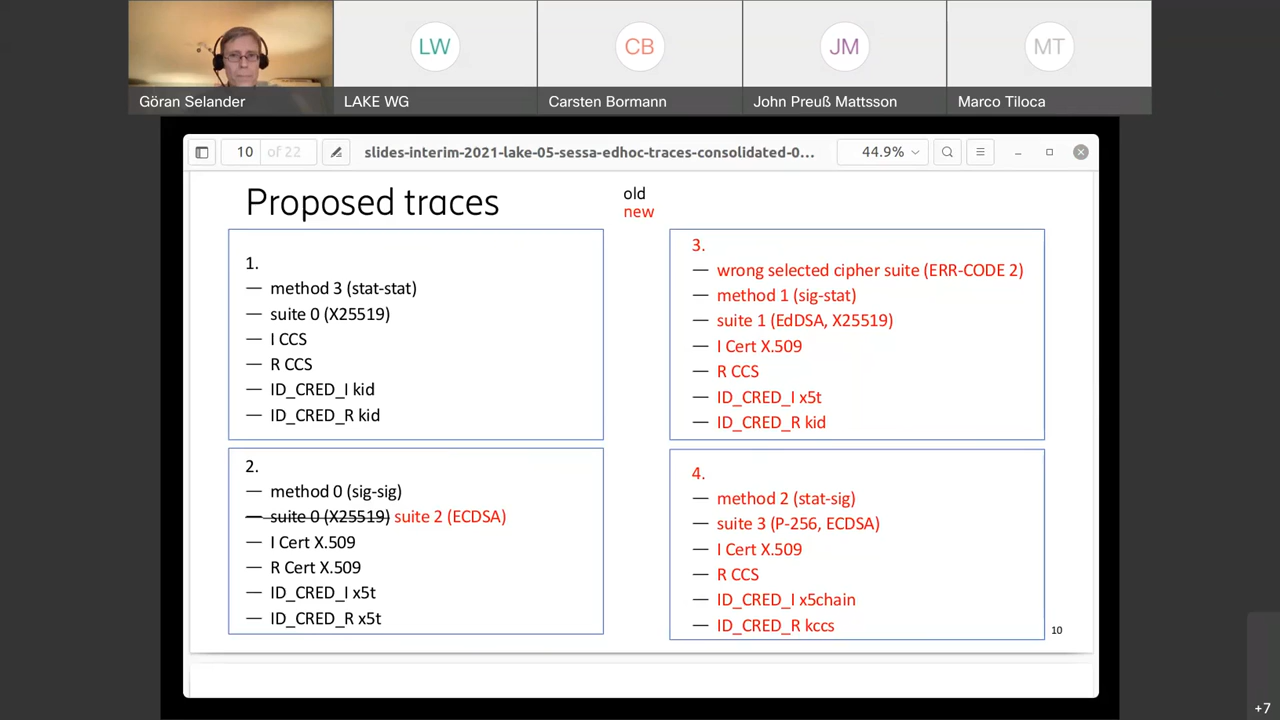 LW
CB
JM
MT
Göran Selander
LAKE WG
Carsten Bormann
John Preuß Mattsson
Marco Tiloca
10 of 22
slides-interim-2021-lake-05-sessa-edhoc-traces-consolidated-0...
44.9%
Proposed traces
old
new
1.
— method 3 (stat-stat)
— suite 0 (X25519)
— I CCS
— R CCS
— ID_CRED_I kid
— ID_CRED_R kid
2.
— method 0 (sig-sig)
— suite 0 (X25519) suite 2 (ECDSA)
— I Cert X.509
— R Cert X.509
— ID_CRED_I x5t
— ID_CRED_R x5t
3.
— wrong selected cipher suite (ERR-CODE 2)
— method 1 (sig-stat)
— suite 1 (EdDSA, X25519)
— I Cert X.509
— R CCS
— ID_CRED_I x5t
— ID_CRED_R kid
4.
— method 2 (stat-sig)
— suite 3 (P-256, ECDSA)
— I Cert X.509
— R CCS
— ID_CRED_I x5chain
— ID_CRED_R kccs
10
+7